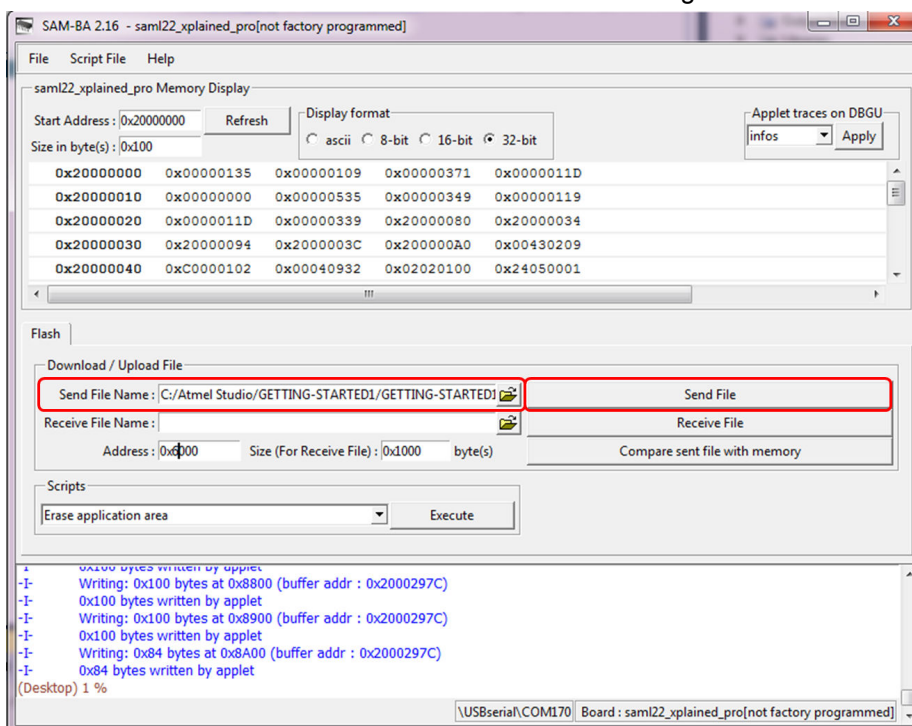 SAM-BA 2.16 - saml22_xplained_pro[not factory programmed]
File Script File Help
saml22_xplained_pro Memory Display
Start Address : 0x20000000 Refresh Display format ascii 8-bit 16-bit 32-bit Applet traces on DBGU infos Apply
Size in byte(s) : 0x100
0x20000000 0x00000135 0x00000109 0x00000371 0x0000011D
0x20000010 0x00000000 0x00000535 0x00000349 0x00000119
0x20000020 0x0000011D 0x00000339 0x20000080 0x20000034
0x20000030 0x20000094 0x2000003C 0x200000A0 0x00430209
0x20000040 0xC0000102 0x00040932 0x02020100 0x24050001
Flash
Download / Upload File
Send File Name : C:/Atmel Studio/GETTING-STARTED1/GETTING-STARTED1 Send File
Receive File Name : Receive File
Address : 0x6000 Size (For Receive File) : 0x1000 byte(s) Compare sent file with memory
Scripts
Erase application area Execute
-I- 0x100 bytes written by applet
-I- Writing: 0x100 bytes at 0x8800 (buffer addr : 0x2000297C)
-I- 0x100 bytes written by applet
-I- Writing: 0x100 bytes at 0x8900 (buffer addr : 0x2000297C)
-I- 0x100 bytes written by applet
-I- Writing: 0x84 bytes at 0x8A00 (buffer addr : 0x2000297C)
-I- 0x84 bytes written by applet
(Desktop) 1 %
\USBserial\COM170 Board : saml22_xplained_pro[not factory programmed]